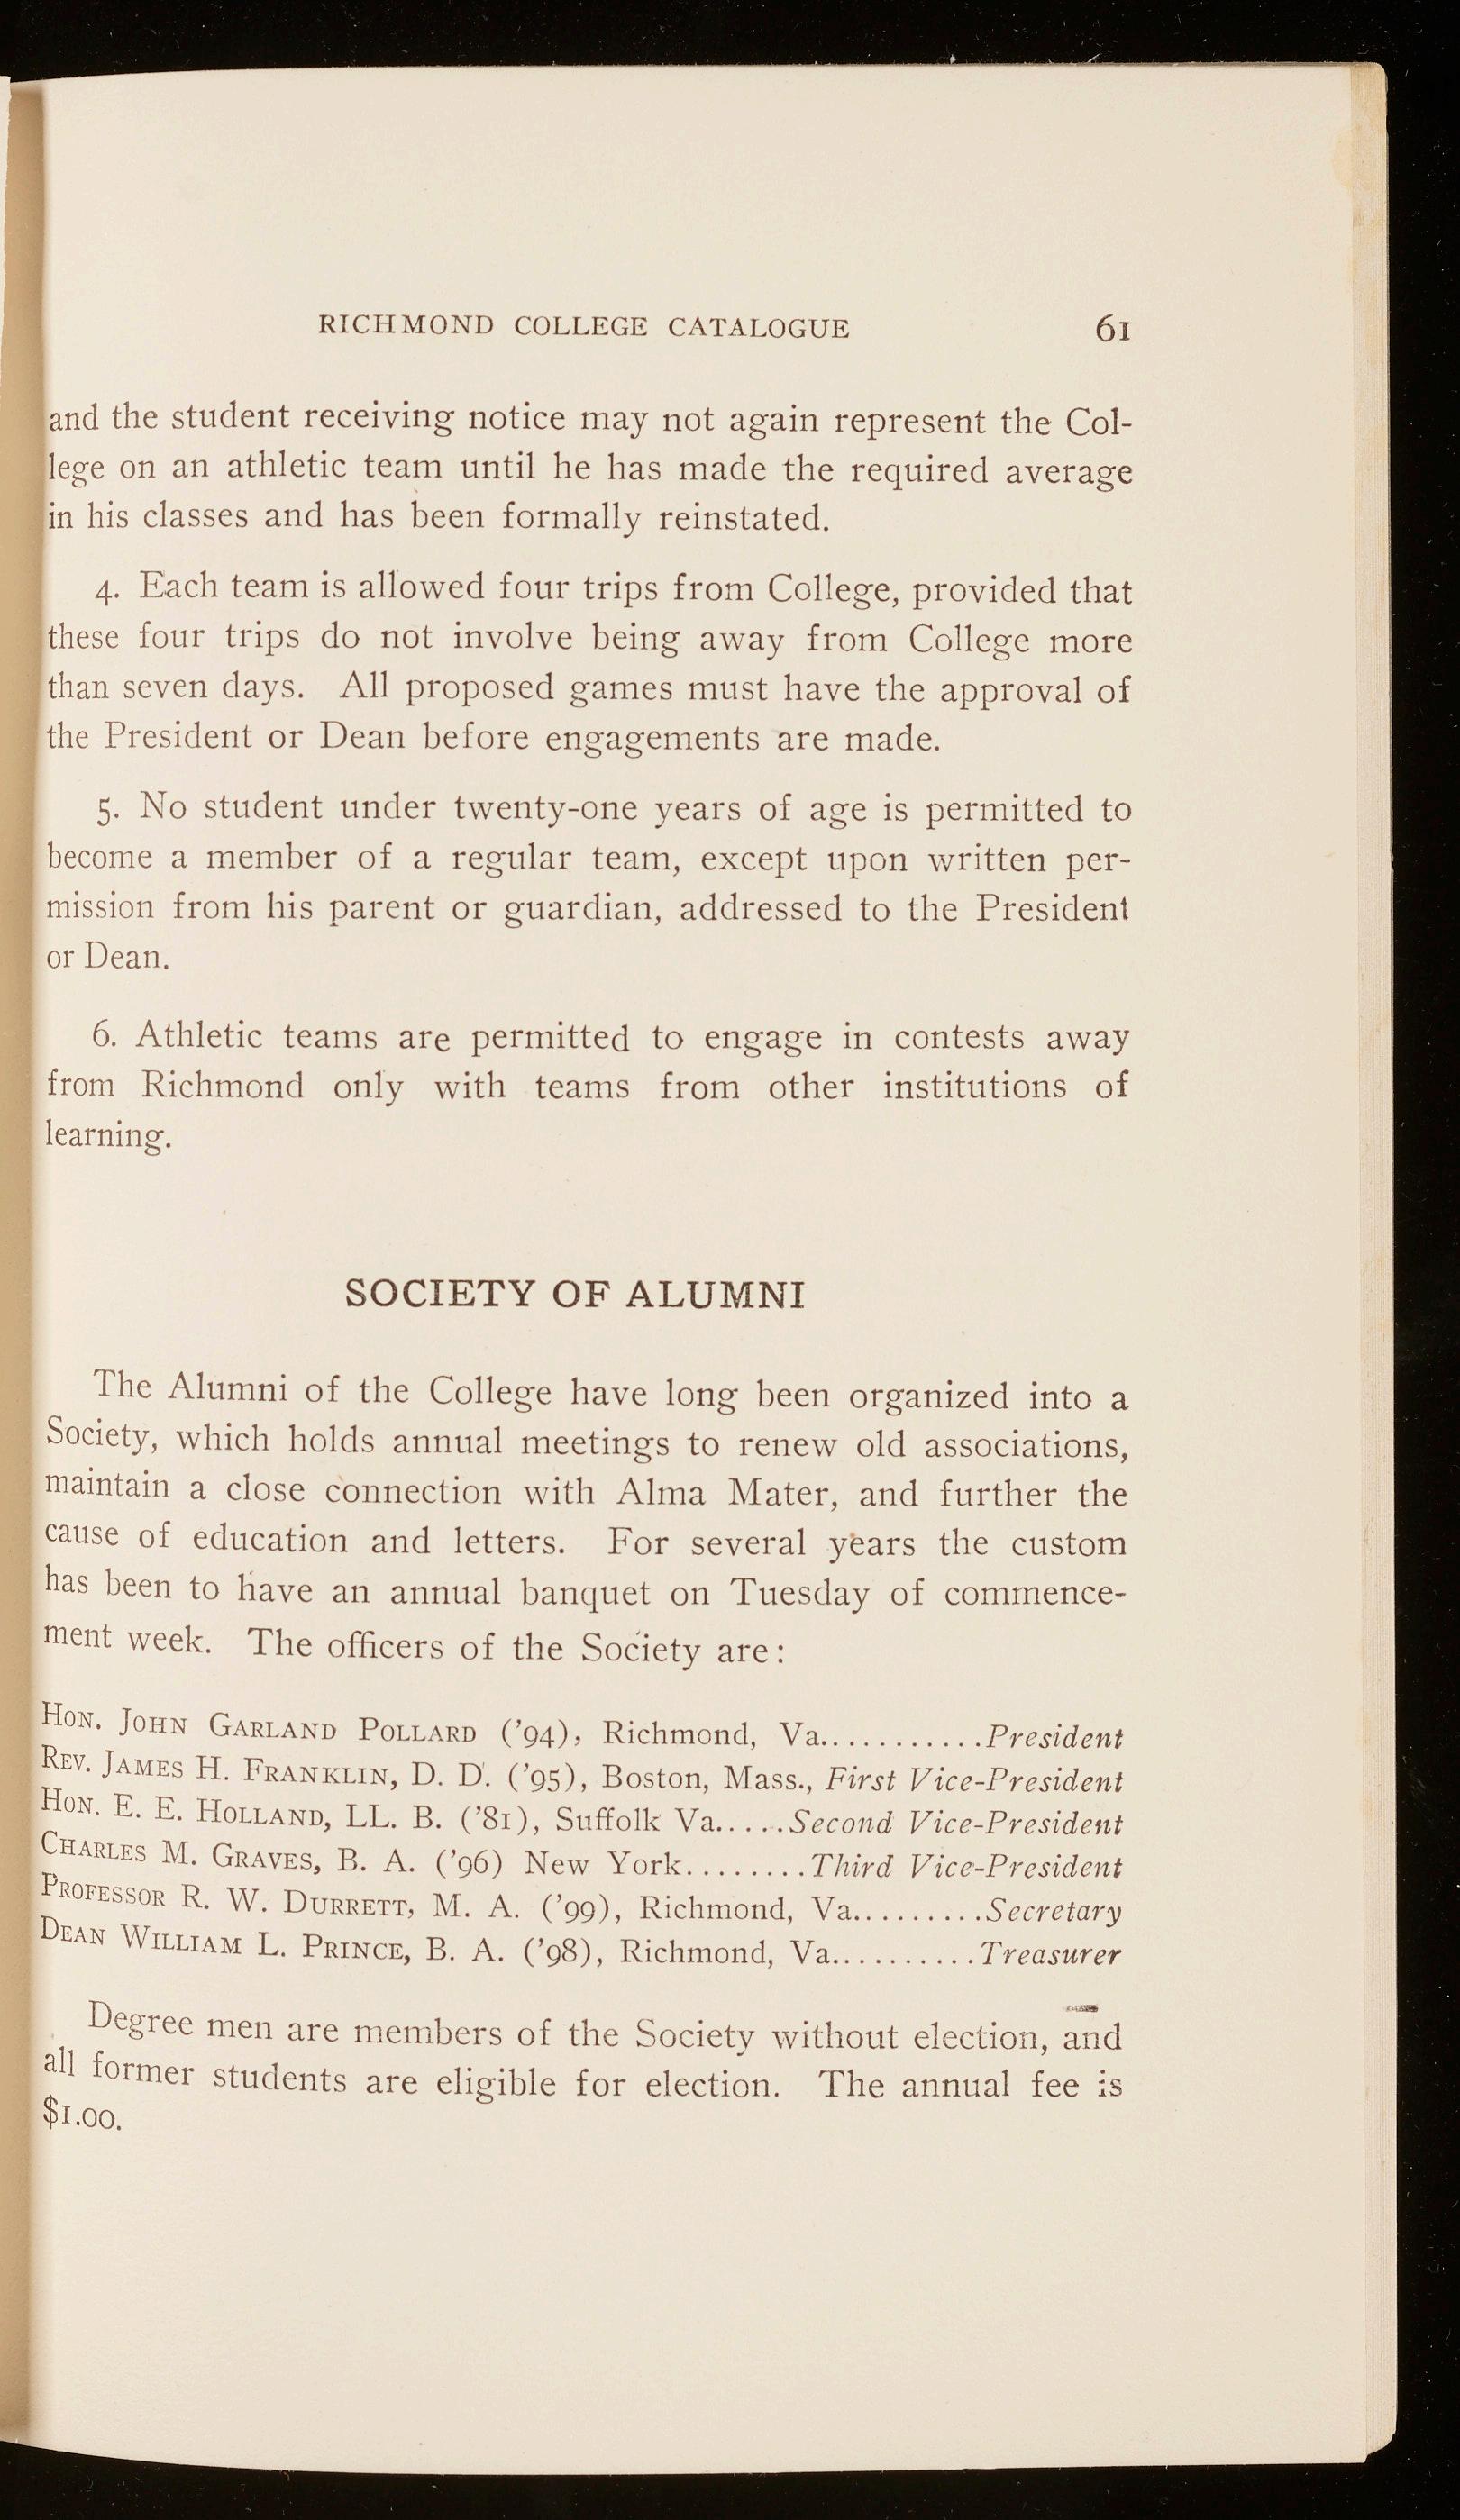 RICHMOND COLLEGE CATALOGUE 61
and the student receiving notice may not again represent the Col-
lege on an athletic team until he has made the required average
in his classes and has been formally reinstated.
4. Each team is allowed four trips from College, provided that
these four trips do not involve being away from College more
than seven days. All proposed games must have the approval of
the President or Dean before engagements are made.
5. No student under twenty-one years of age is permitted to
become a member of a regular team, except upon written per-
mission from his parent or guardian, addressed to the President
or Dean.
6. Athletic teams are permitted to engage in contests away
from Richmond only with teams from other institutions of
learning.
SOCIETY OF ALUMNI
The Alumni of the College have long been organized into a
Society, which holds annual meetings to renew old associations,
maintain a close connection with Alma Mater, and further the
cause of education and letters. For several years the custom
has been to have an annual banquet on Tuesday of commence-
ment week. The officers of the Society are:
HON. JOHN GARLAND POLLARD ('94), Richmond, Va............President
REV. JAMES H. FRANKLIN, D. D. ('95), Boston, Mass., First Vice-President
HON. E. E. HOLLAND, LL. B. ('81), Suffolk Va.....Second Vice-President
CHARLES M. GRAVES, B. A. ('96) New York........Third Vice-President
PROFESSOR R. W. DURRETT, M. A. ('99), Richmond, Va.........Secretary
DEAN WILLIAM L. PRINCE, B. A. ('98), Richmond, Va..........Treasurer
Degree men are members of the Society without election, and
all former students are eligible for election. The annual fee is
$1.00.